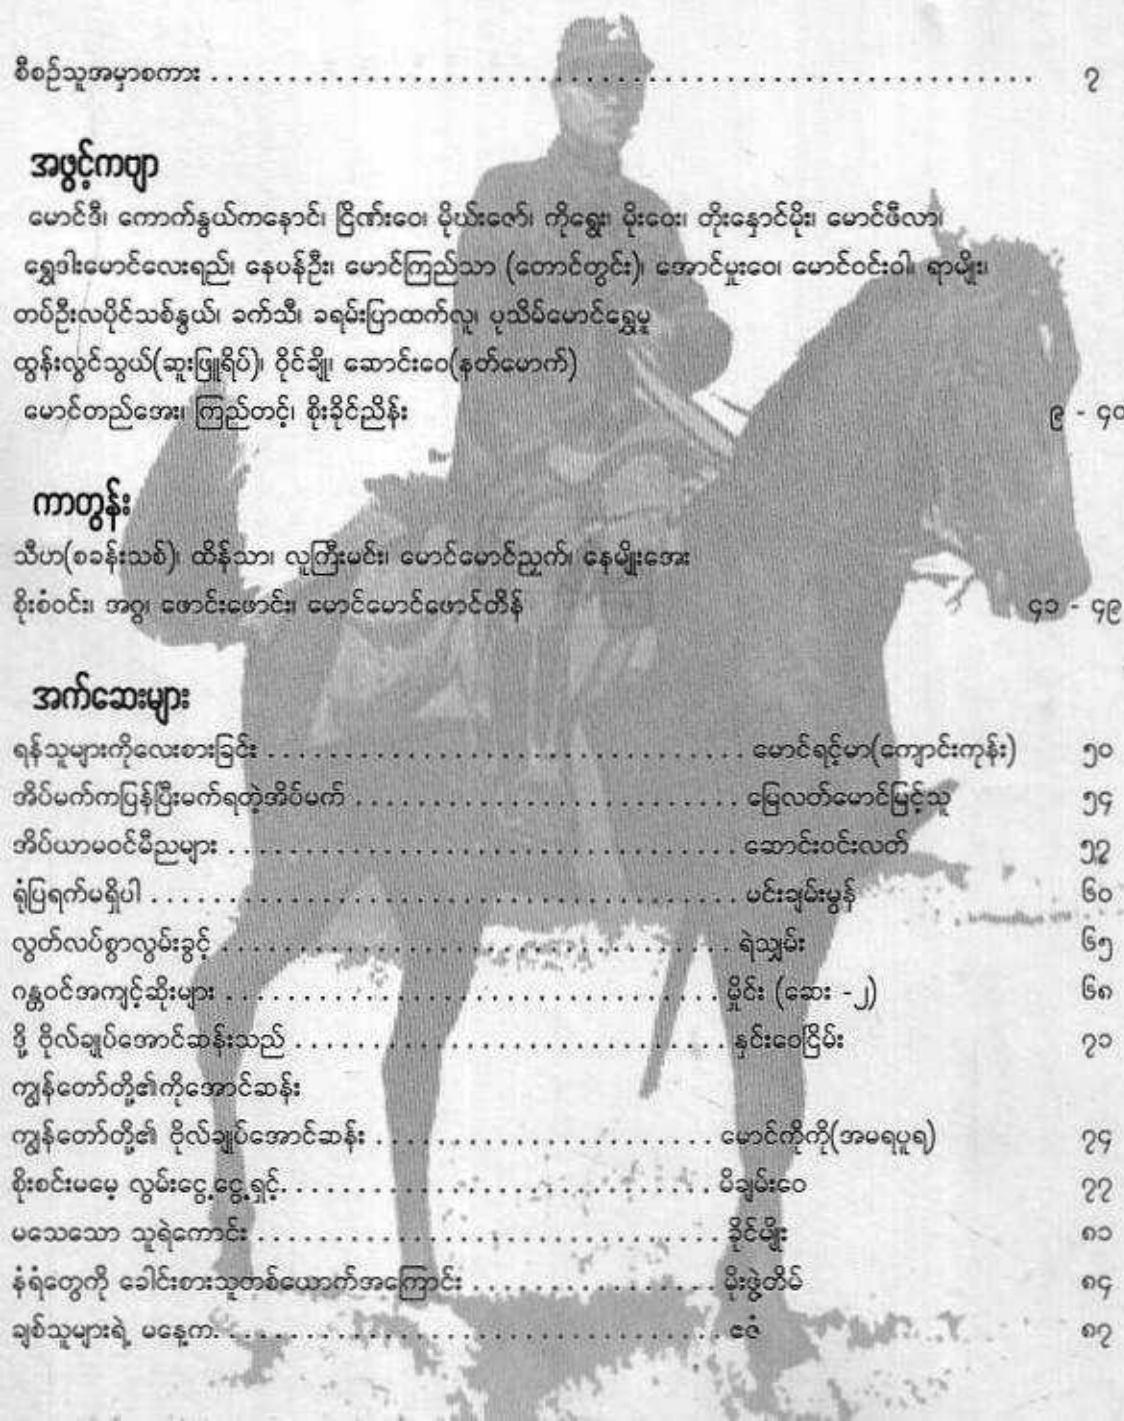 စီစဉ်သူအမှာစကား . . . . . . . . . . . . . . . . . . . . . . . . . . . . . . . . ၇
အဖွင့်ကဗျာ
မောင်ဒီ၊ ကောက်နွယ်ကနောင်၊ ငြိဏ်းဝေ၊ မိုဃ်းဇော်၊ ကိုရွှေး၊ မိုးဝေး၊ တိုးနှောင်မိုး၊ မောင်ဖီလာ၊
ရွှေဒါးမောင်လေးရည်၊ နေပန်ဦး၊ မောင်ကြည်သာ (တောင်တွင်း)၊ အောင်မှူးဝေ၊ မောင်ဝင်းဝါ၊ ရာမျိုး၊
တပ်ဦးလပိုင်သစ်နွယ်၊ ခက်သီ၊ ခရမ်းပြာထက်လူ၊ ပုသိမ်မောင်ရွှေမှူ
ထွန်းလွင်သွယ်(ဆူးဖြူရိပ်)၊ ဝိုင်ချို၊ ဆောင်းဝေ(နတ်မောက်)
မောင်တည်အေး၊ ကြည်တင့်၊ စိုးခိုင်ညိန်း ၉ - ၄၀
ကာတွန်း
သီဟ(စခန်းသစ်)၊ ထိန်သာ၊ လူကြီးမင်း၊ မောင်မောင်ညှက်၊ နေမျိုးအေး
စိုးစံဝင်း၊ အဂ္ဂ၊ ဖောင်းဖောင်း၊ မောင်မောင်ဖောင်တိန် ၄၁ - ၄၉
အက်ဆေးများ
ရန်သူများကိုလေးစားခြင်း . . . . . . . . . . . . . . . . . . . . မောင်ရင့်မာ(ကျောင်းကုန်း) ၅၀
အိပ်မက်ကပြန်ပြီးမက်ရတဲ့အိပ်မက် . . . . . . . . . . . . . . . . . . . . မြေလတ်မောင်မြင့်သူ ၅၄
အိပ်ယာမဝင်မီညများ . . . . . . . . . . . . . . . . . . . . ဆောင်းဝင်းလတ် ၅၇
ရုံပြရက်မရှိပါ . . . . . . . . . . . . . . . . . . . . မင်းချမ်းမွန် ၆၀
လွတ်လပ်စွာလွမ်းခွင့် . . . . . . . . . . . . . . . . . . . . ရဲသျှမ်း ၆၅
ဂန္တဝင်အကျင့်ဆိုးများ . . . . . . . . . . . . . . . . . . . . မှိုင်း (ဆေး -၂) ၆၈
ဒို့ ဗိုလ်ချုပ်အောင်ဆန်းသည် . . . . . . . . . . . . . . . . . . . . နှင်းဝေငြိမ်း ၇၁
ကျွန်တော်တို့၏ကိုအောင်ဆန်း
ကျွန်တော်တို့၏ ဗိုလ်ချုပ်အောင်ဆန်း . . . . . . . . . . . . . . . . . . . . မောင်ကိုကို(အမရပူရ) ၇၄
စိုးစင်းမမေ့ လွမ်းငွေ့ငွေ့ရှင့်. . . . . . . . . . . . . . . . . . . . မိချမ်းဝေ ၇၇
မသေသော သူရဲကောင်း . . . . . . . . . . . . . . . . . . . . ခိုင်မျိုး ၈၁
နံရံတွေကို ခေါင်းစားသူတစ်ယောက်အကြောင်း . . . . . . . . . . . . . . . . . . . . မိုးဖွဲ့တိမ် ၈၄
ချစ်သူများရဲ့ မနေ့က. . . . . . . . . . . . . . . . . . . . ဧဇံ ၈၇